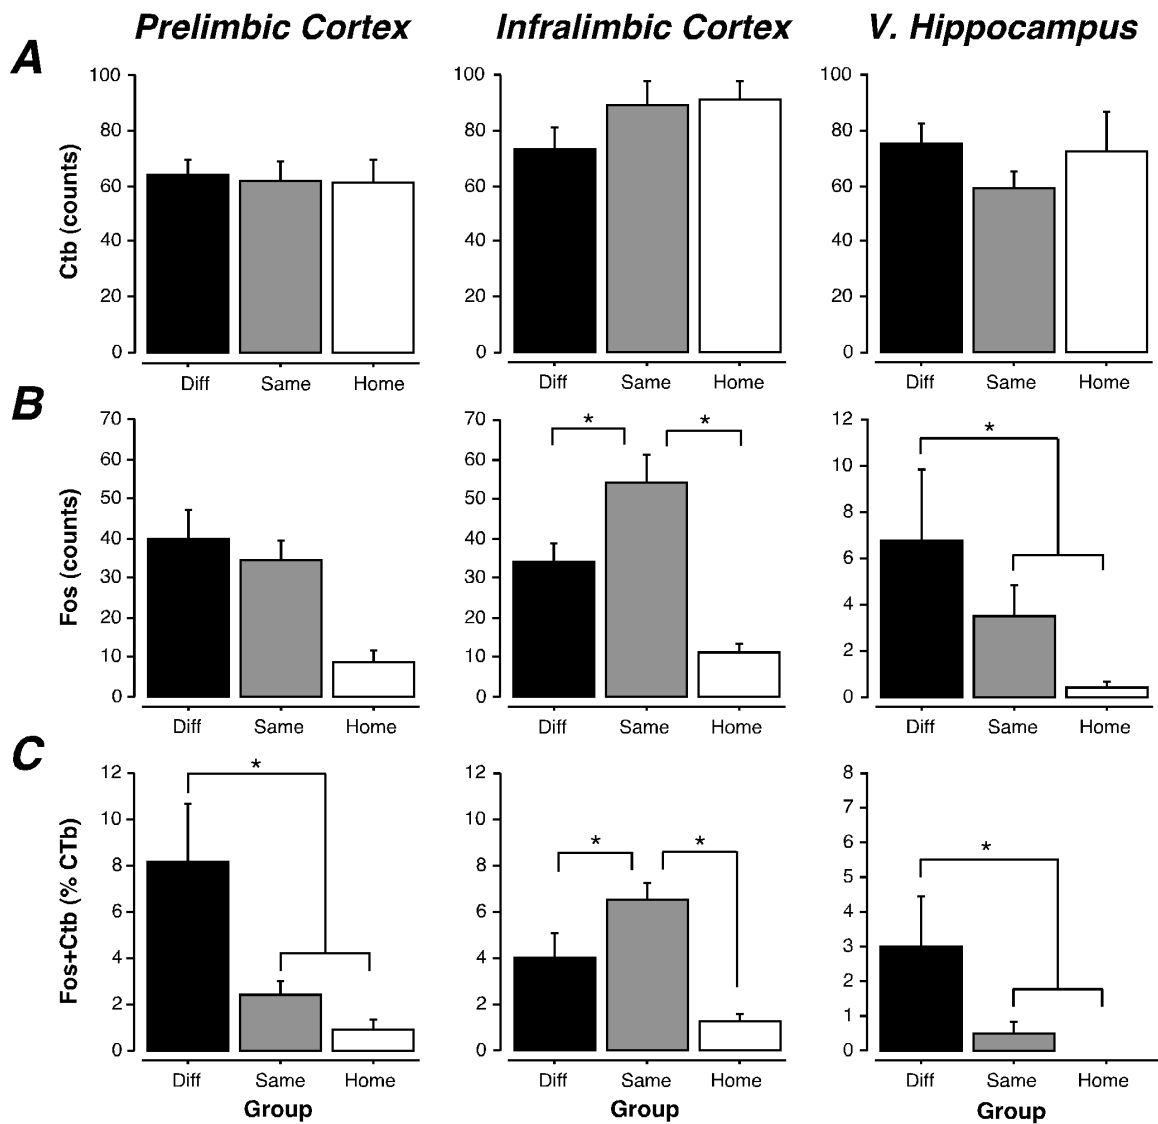 Prelimbic Cortex Infralimbic Cortex V. Hippocampus
A
Ctb (counts)
100 80 60 40 20 0
Diff Same Home
100 80 60 40 20 0
Diff Same Home
100 80 60 40 20 0
Diff Same Home
B
Fos (counts)
70 60 50 40 30 20 10 0
Diff Same Home
70 60 50 40 30 20 10 0
* *
Diff Same Home
12 10 8 6 4 2 0
*
Diff Same Home
C
Fos+Ctb (% CTb)
12 10 8 6 4 2 0
*
Diff Same Home
Group
12 10 8 6 4 2 0
* *
Diff Same Home
Group
8 7 6 5 4 3 2 1 0
*
Diff Same Home
Group